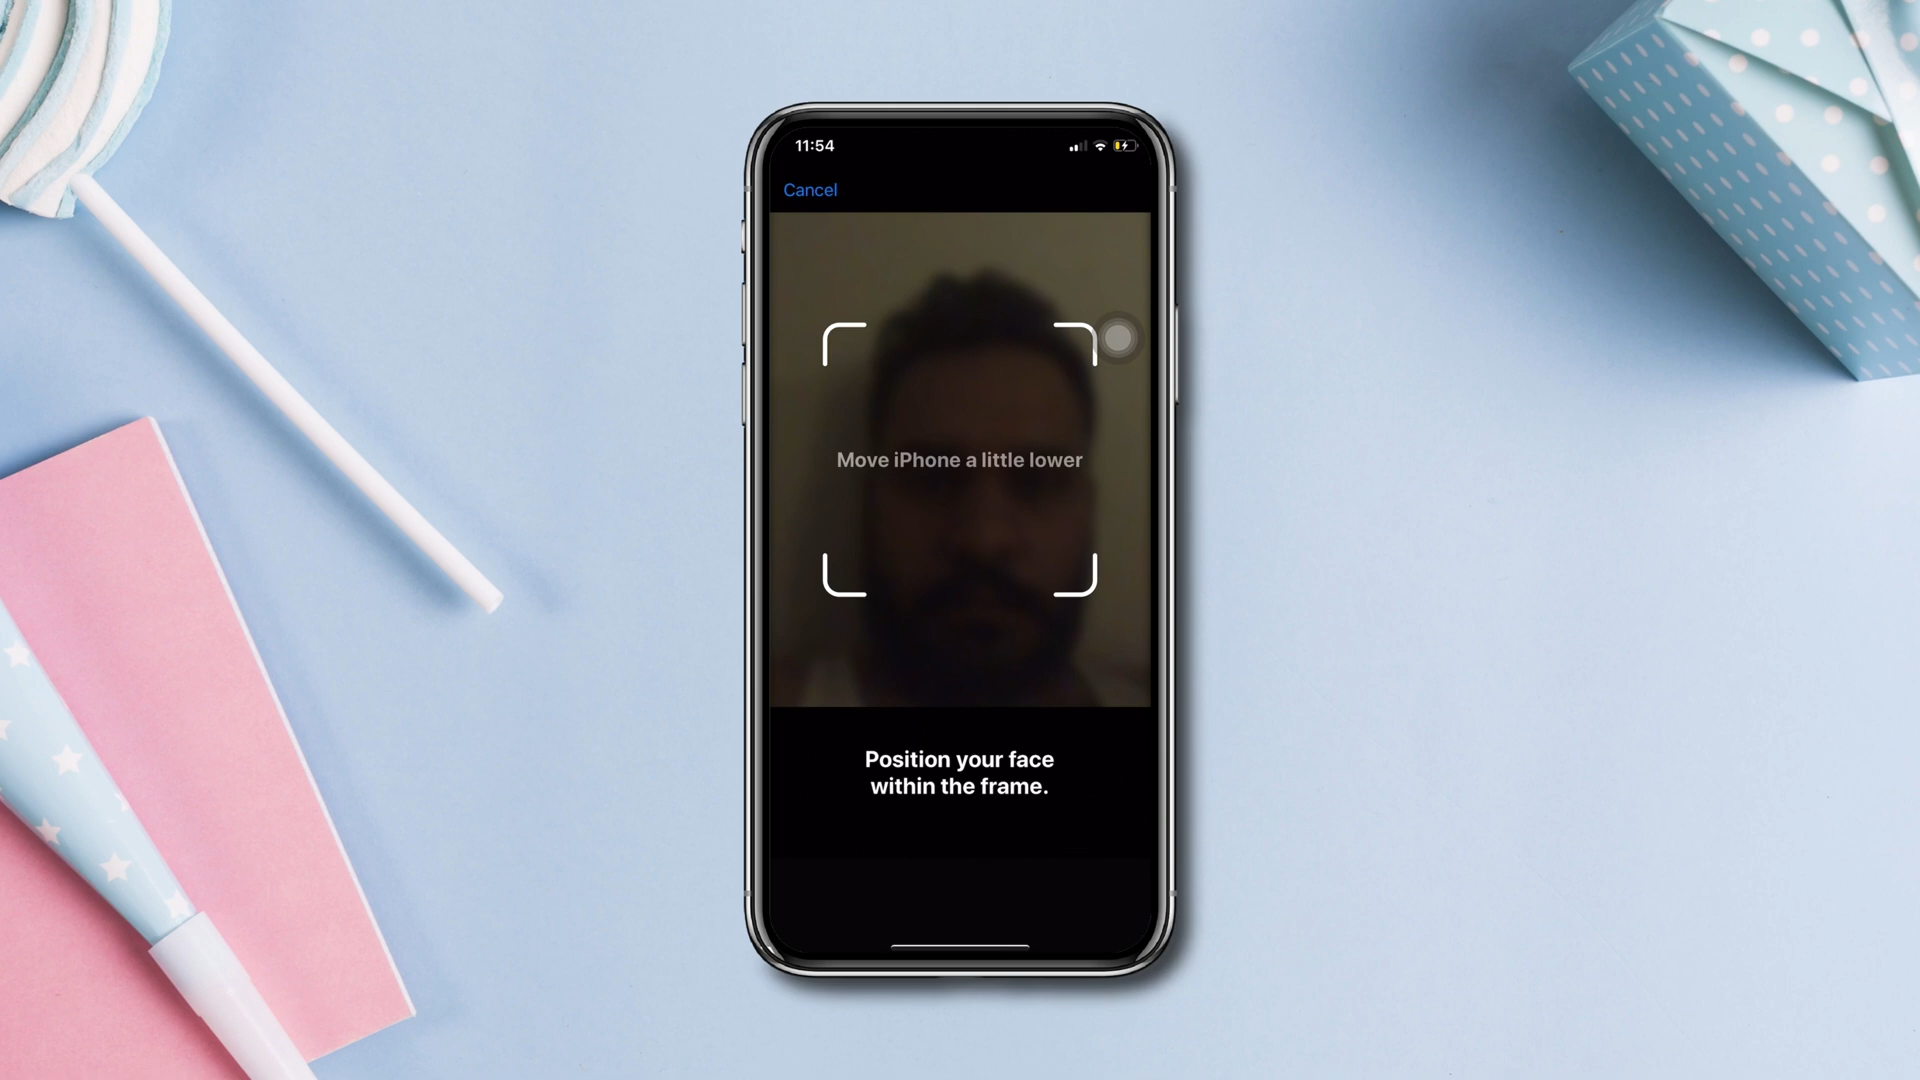 11:54
Cancel
Move iPhone a little lower
Position your face
within the frame.